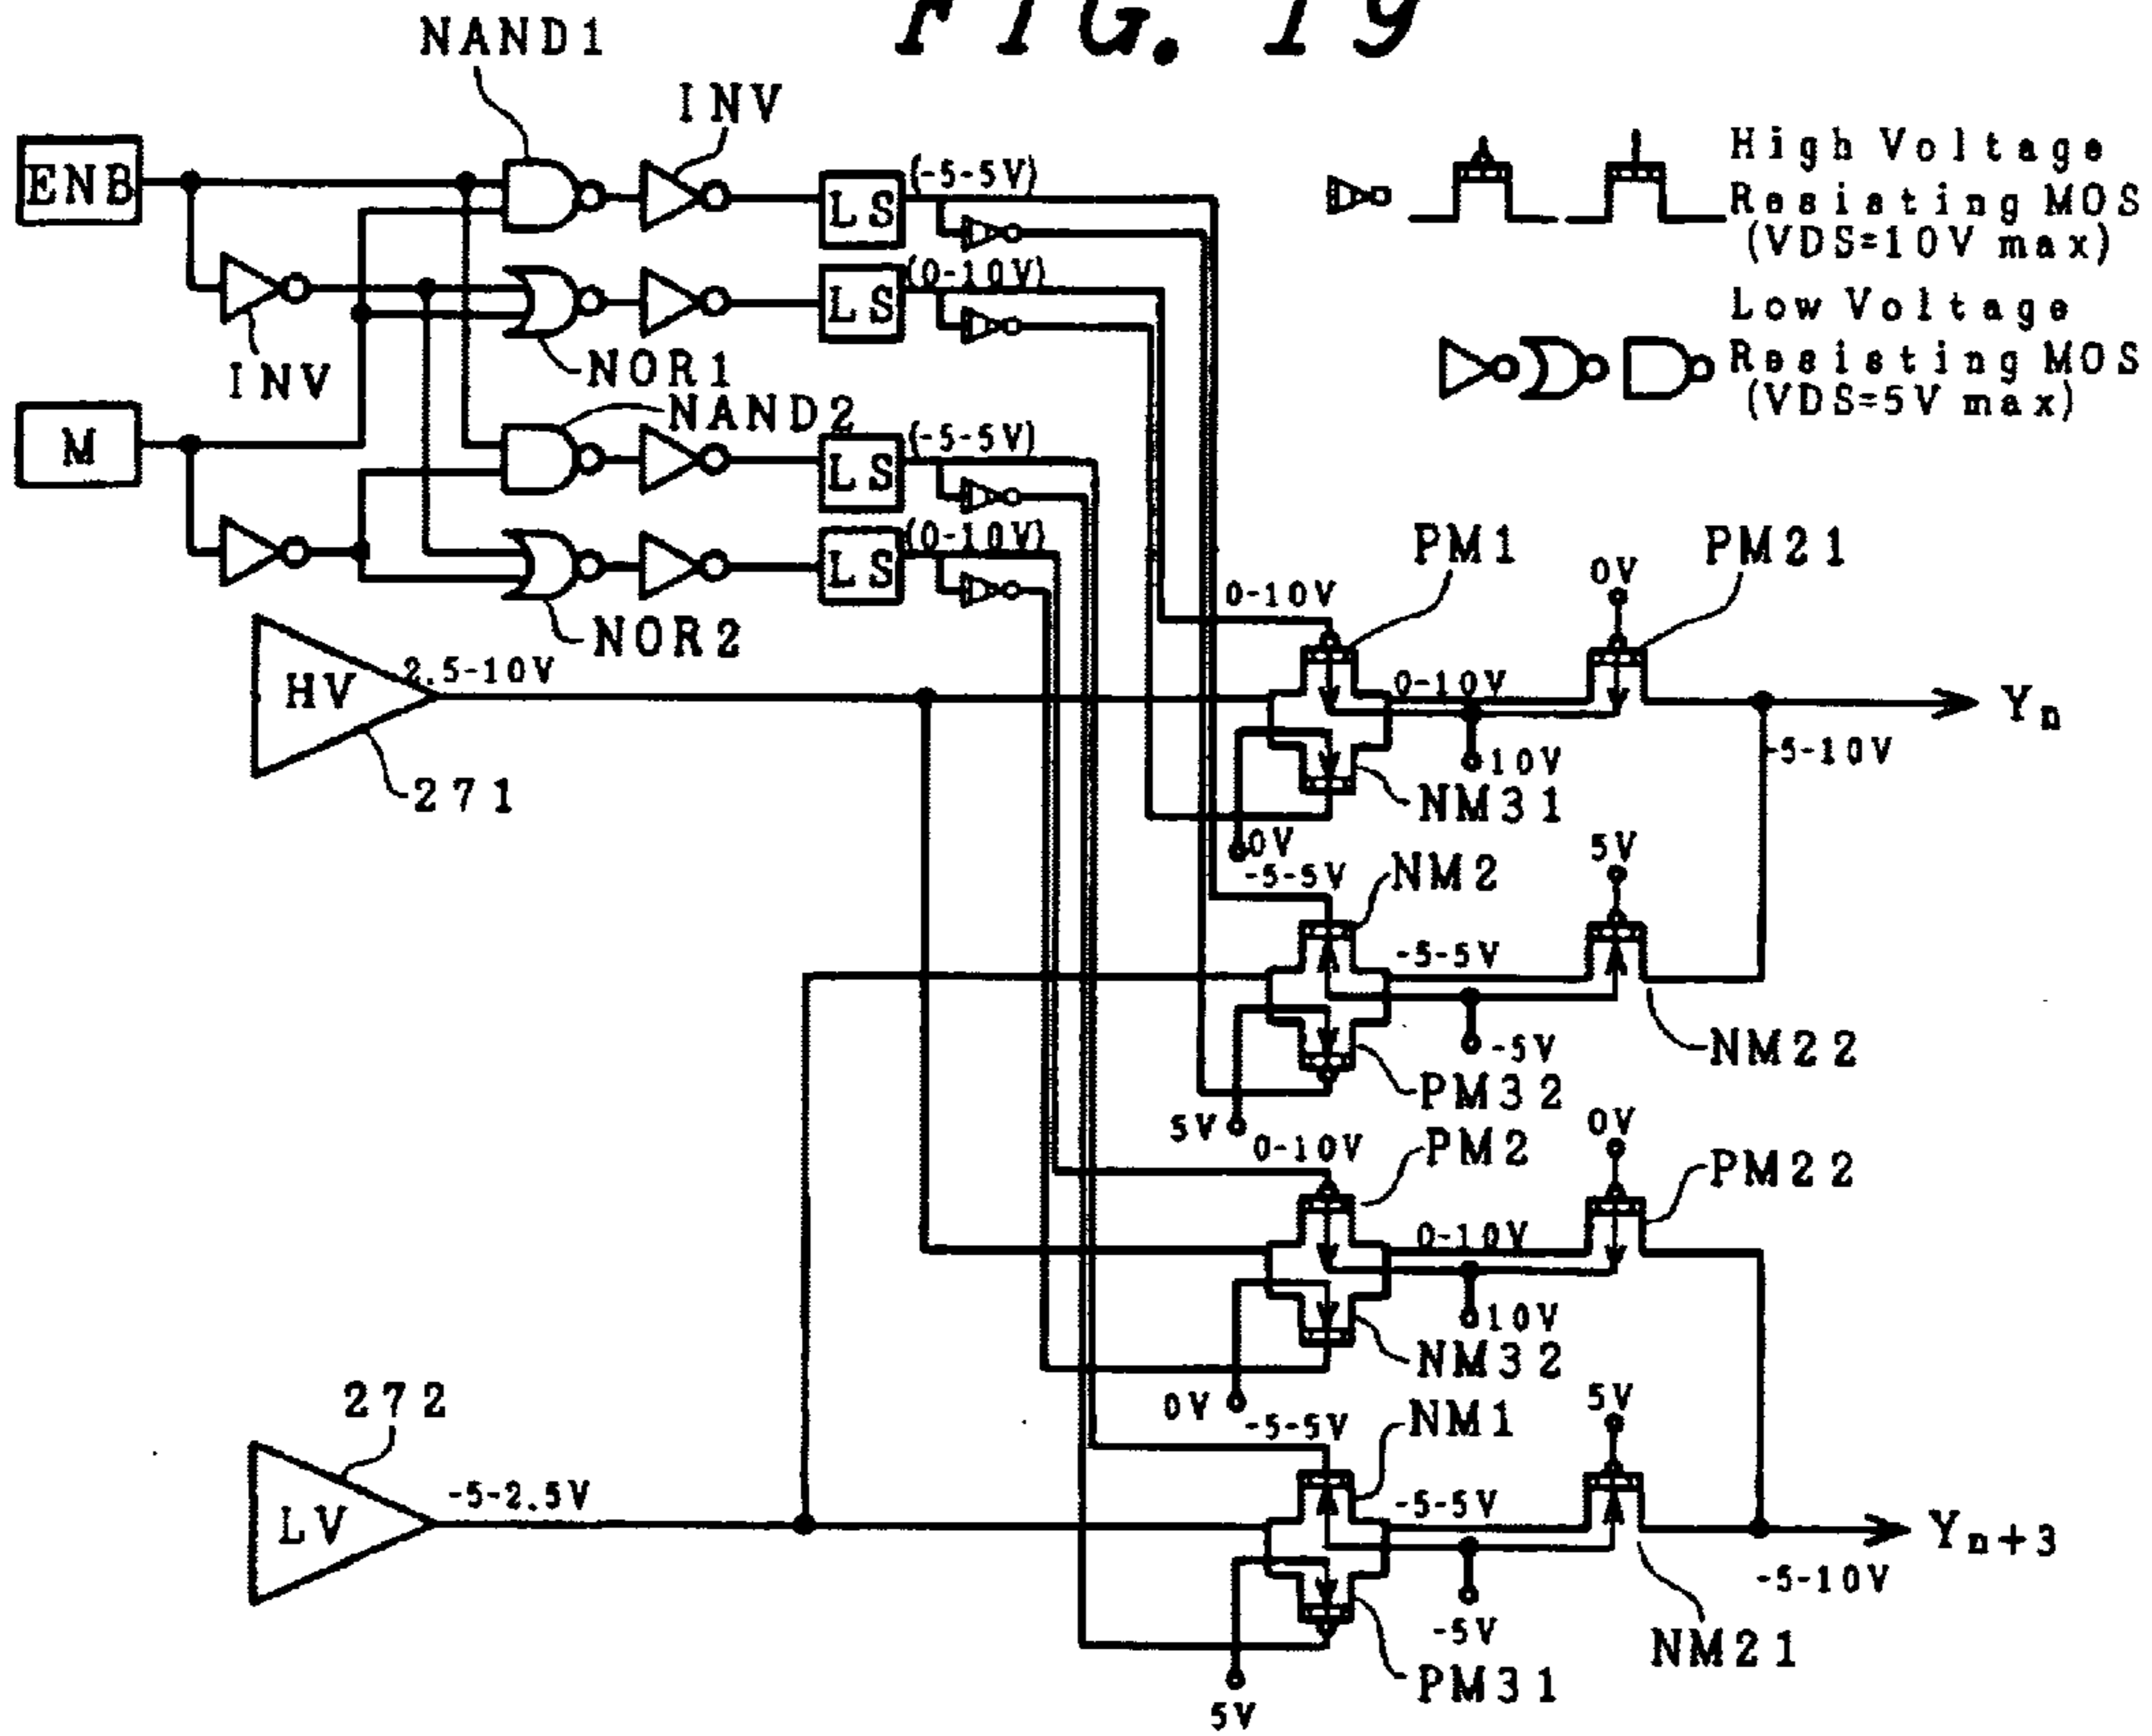 FIG. 19
NAND1
INV
ENB
LS
(-5-5V)
High Voltage
Resisting MOS
(VDS=10V max)
INV
NOR1
LS
(0-10V)
Low Voltage
Resisting MOS
(VDS=5V max)
M
NAND2
LS
(-5-5V)
NOR2
LS
(0-10V)
HV
2.5-10V
271
0-10V
PM1
0V
PM21
0-10V
Yn
10V
-5-10V
NM31
0V
-5-5V
NM2
5V
-5-5V
-5V
NM22
PM32
5V
0-10V
PM2
0V
PM22
0-10V
10V
NM32
0V
-5-5V
NM1
5V
272
LV
-5-2.5V
-5-5V
Yn+3
-5-10V
-5V
NM21
PM31
5V